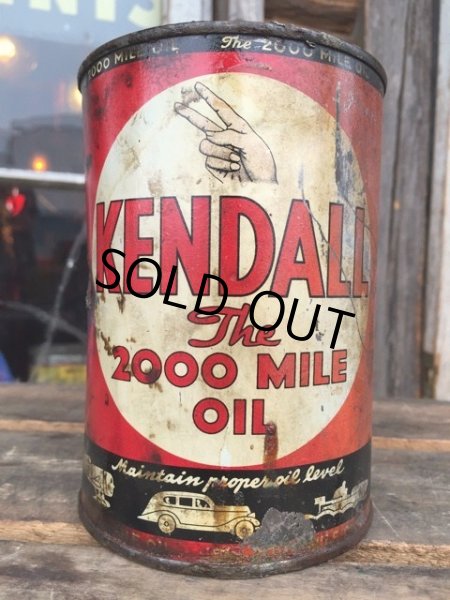 2000 MILE OIL The 2000 MILE OIL
KENDALL
SOLD OUT
The
2000 MILE
OIL
Maintain proper oil level